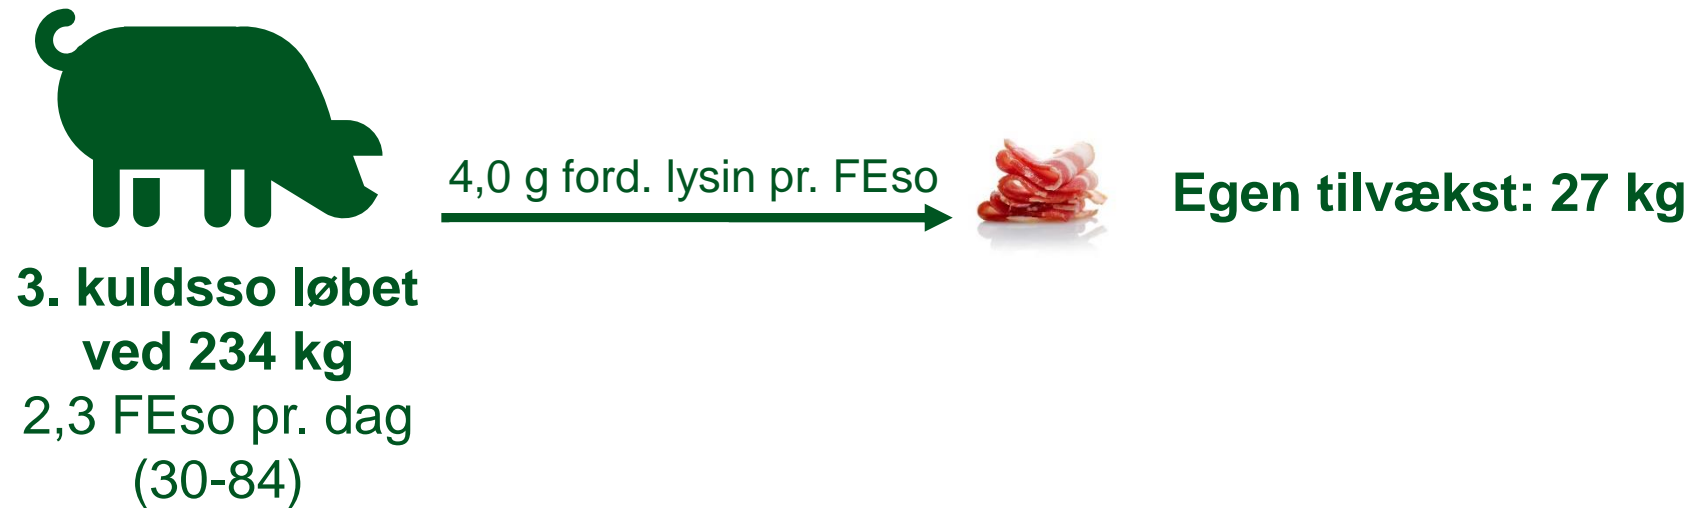 4,0 g ford. lysin pr. FEso
Egen tilvækst: 27 kg
3. kuldsso løbet
ved 234 kg
2,3 FEso pr. dag
(30-84)